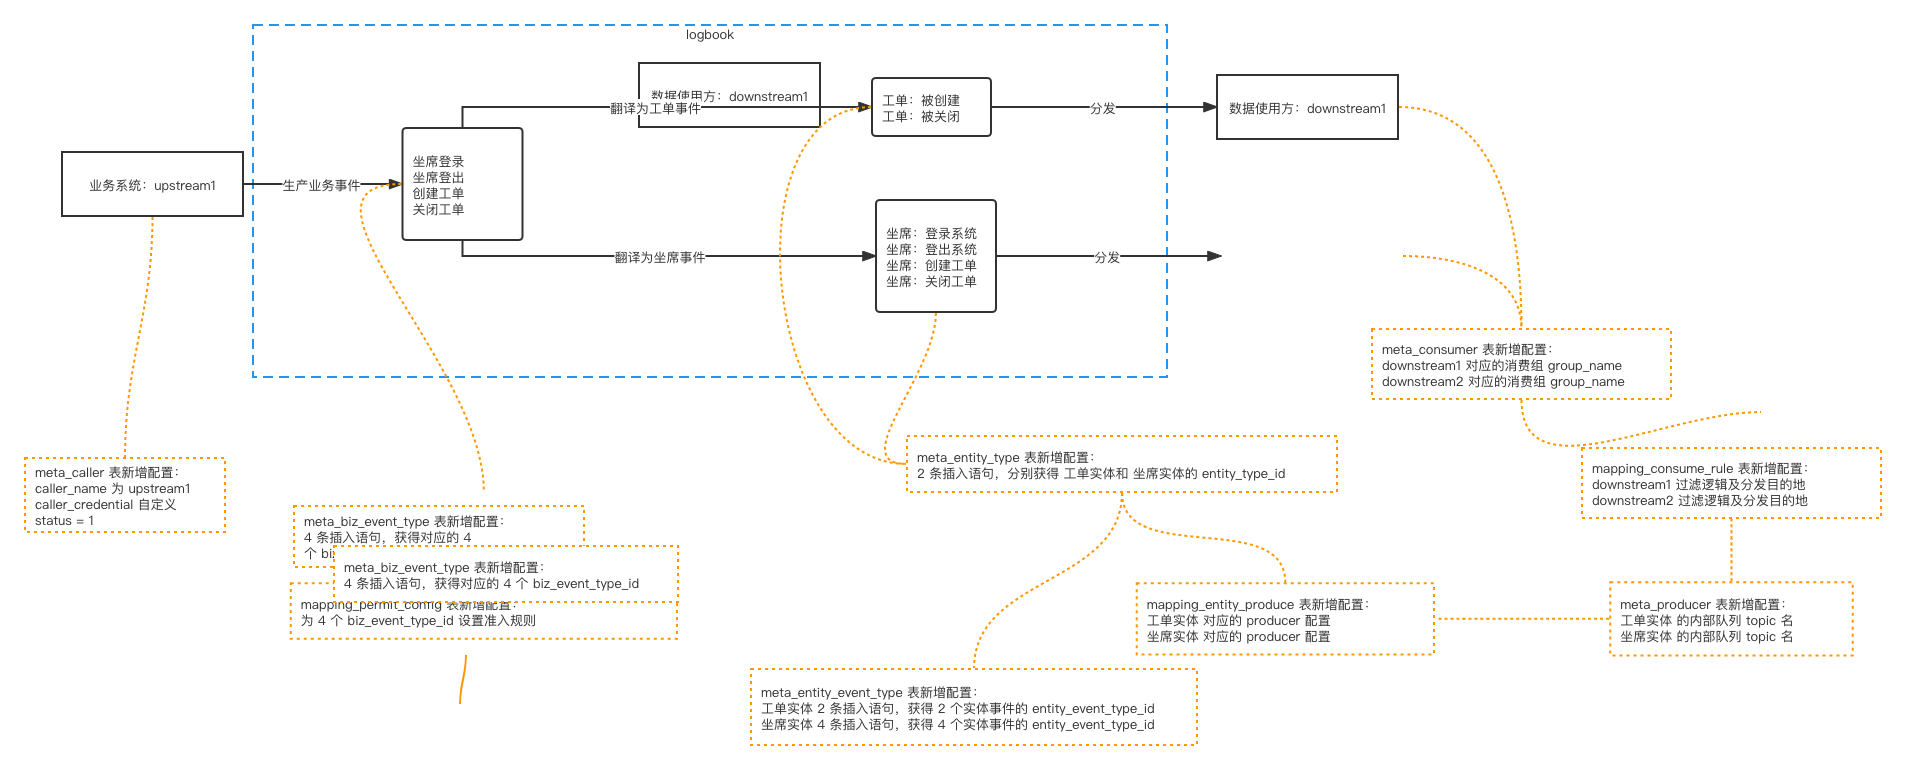 logbook
数据使用方：downstream1
翻译为工单事件
工单：被创建
工单：被关闭
分发
数据使用方：downstream1
业务系统：upstream1
生产业务事件
坐席登录
坐席登出
创建工单
关闭工单
翻译为坐席事件
坐席：登录系统
坐席：登出系统
坐席：创建工单
坐席：关闭工单
分发
meta_consumer 表新增配置：
downstream1 对应的消费组 group_name
downstream2 对应的消费组 group_name
meta_caller 表新增配置：
caller_name 为 upstream1
caller_credential 自定义
status = 1
meta_entity_type 表新增配置：
2 条插入语句，分别获得 工单实体和 坐席实体的 entity_type_id
mapping_consume_rule 表新增配置：
downstream1 过滤逻辑及分发目的地
downstream2 过滤逻辑及分发目的地
meta_biz_event_type 表新增配置：
4 条插入语句，获得对应的 4
个
meta_biz_event_type 表新增配置：
4 条插入语句，获得对应的 4 个 biz_event_type_id
mapping_permit_config 表新增配置：
为 4 个 biz_event_type_id 设置准入规则
mapping_entity_produce 表新增配置：
工单实体 对应的 producer 配置
坐席实体 对应的 producer 配置
meta_producer 表新增配置：
工单实体 的内部队列 topic 名
坐席实体 的内部队列 topic 名
meta_entity_event_type 表新增配置：
工单实体 2 条插入语句，获得 2 个实体事件的 entity_event_type_id
坐席实体 4 条插入语句，获得 4 个实体事件的 entity_event_type_id